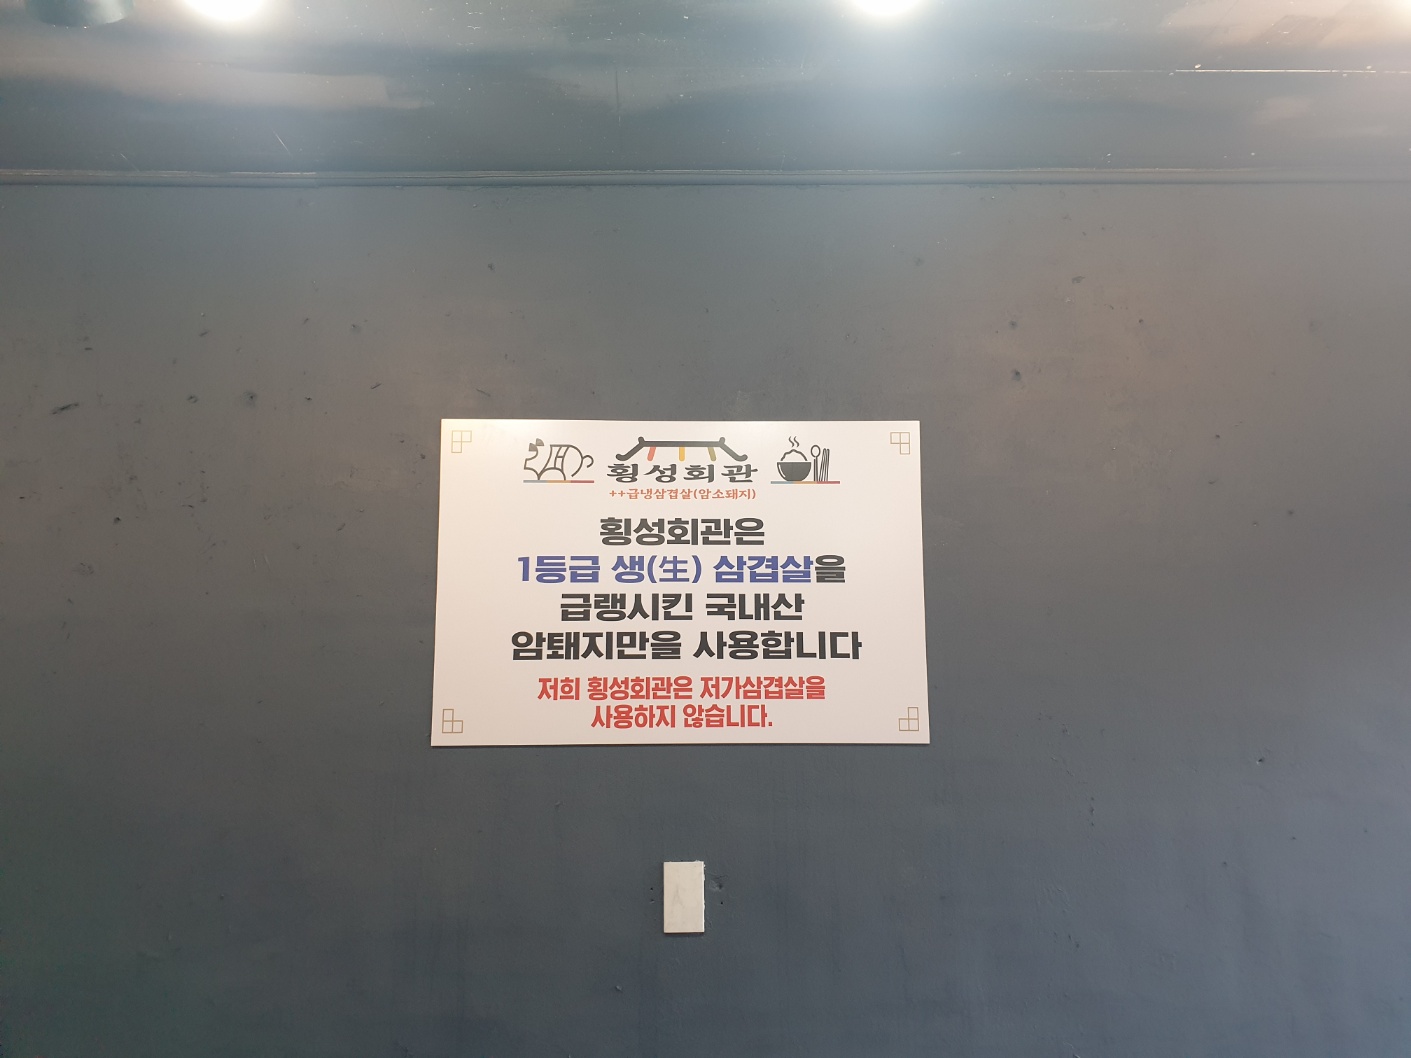 횡성회관
++급냉삼겹살(암소돼지)
횡성회관은
1등급 생(生) 삼겹살을
급랭시킨 국내산
암퇘지만을 사용합니다
저희 횡성회관은 저가삼겹살을
사용하지 않습니다.